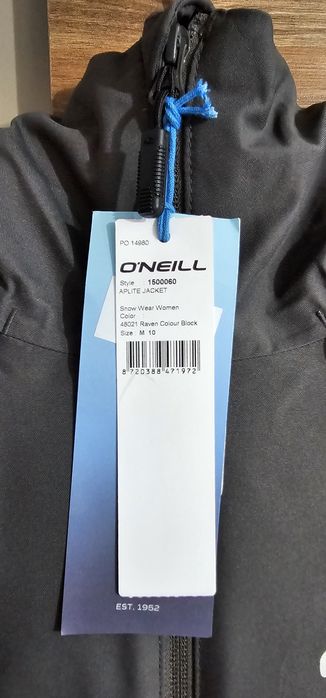 PO 14980
O'NEILL
Style : 1500060
APLITE JACKET
Snow Wear Women
Color :
48021 Raven Colour Block
Size : M 10
8 720388 471972
EST. 1952